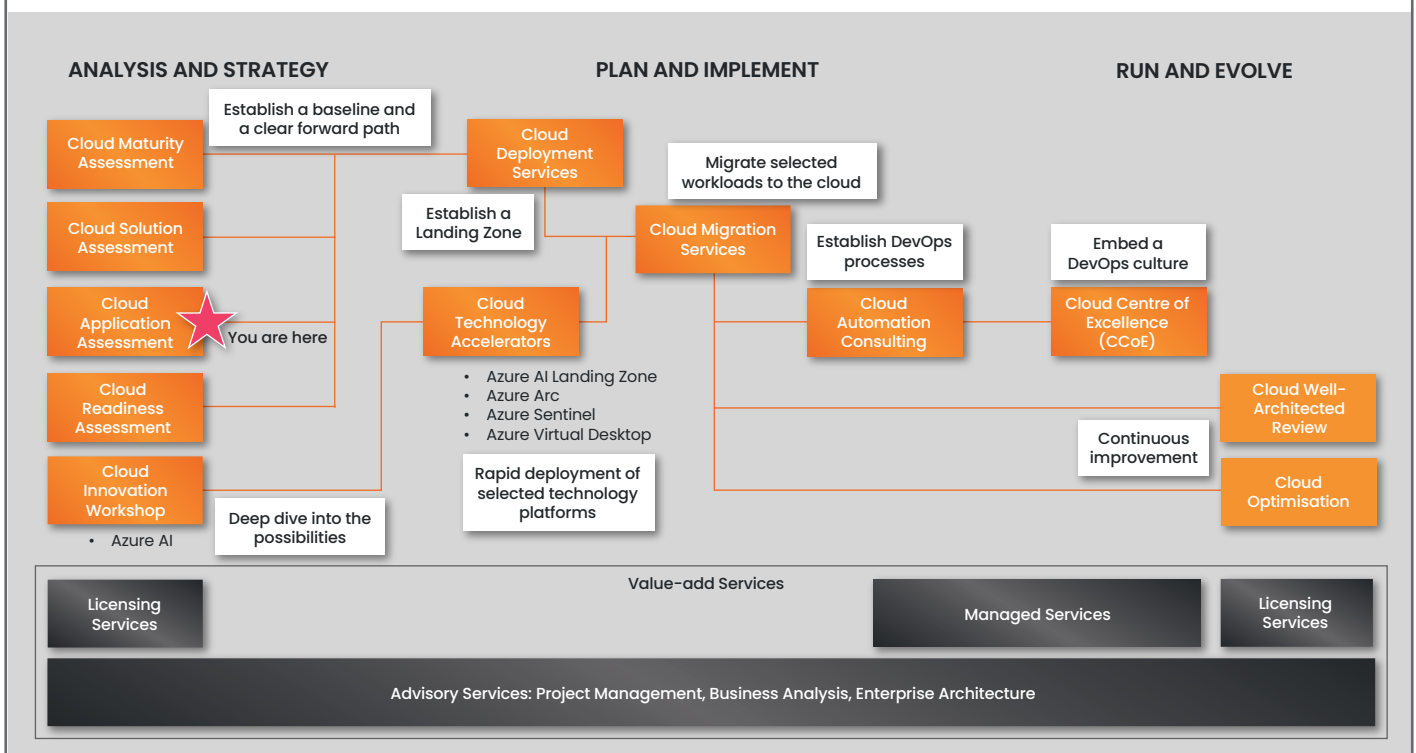 ANALYSIS AND STRATEGY
PLAN AND IMPLEMENT
RUN AND EVOLVE
Establish a baseline and
a clear forward path
Cloud Maturity
Assessment
Cloud
Deployment
Services
Migrate selected
workloads to the cloud
Cloud Solution
Assessment
Establish a
Landing Zone
Cloud Migration
Services
Establish DevOps
processes
Embed a
DevOps culture
Cloud
Application
Assessment
You are here
Cloud
Technology
Accelerators
Cloud
Automation
Consulting
Cloud Centre of
Excellence
(CCoE)
• Azure AI Landing Zone
• Azure Arc
• Azure Sentinel
• Azure Virtual Desktop
Cloud
Readiness
Assessment
Cloud Well-
Architected
Review
Continuous
improvement
Cloud
Innovation
Workshop
Rapid deployment of
selected technology
platforms
Cloud
Optimisation
Deep dive into the
possibilities
• Azure AI
Value-add Services
Licensing
Services
Managed Services
Licensing
Services
Advisory Services: Project Management, Business Analysis, Enterprise Architecture